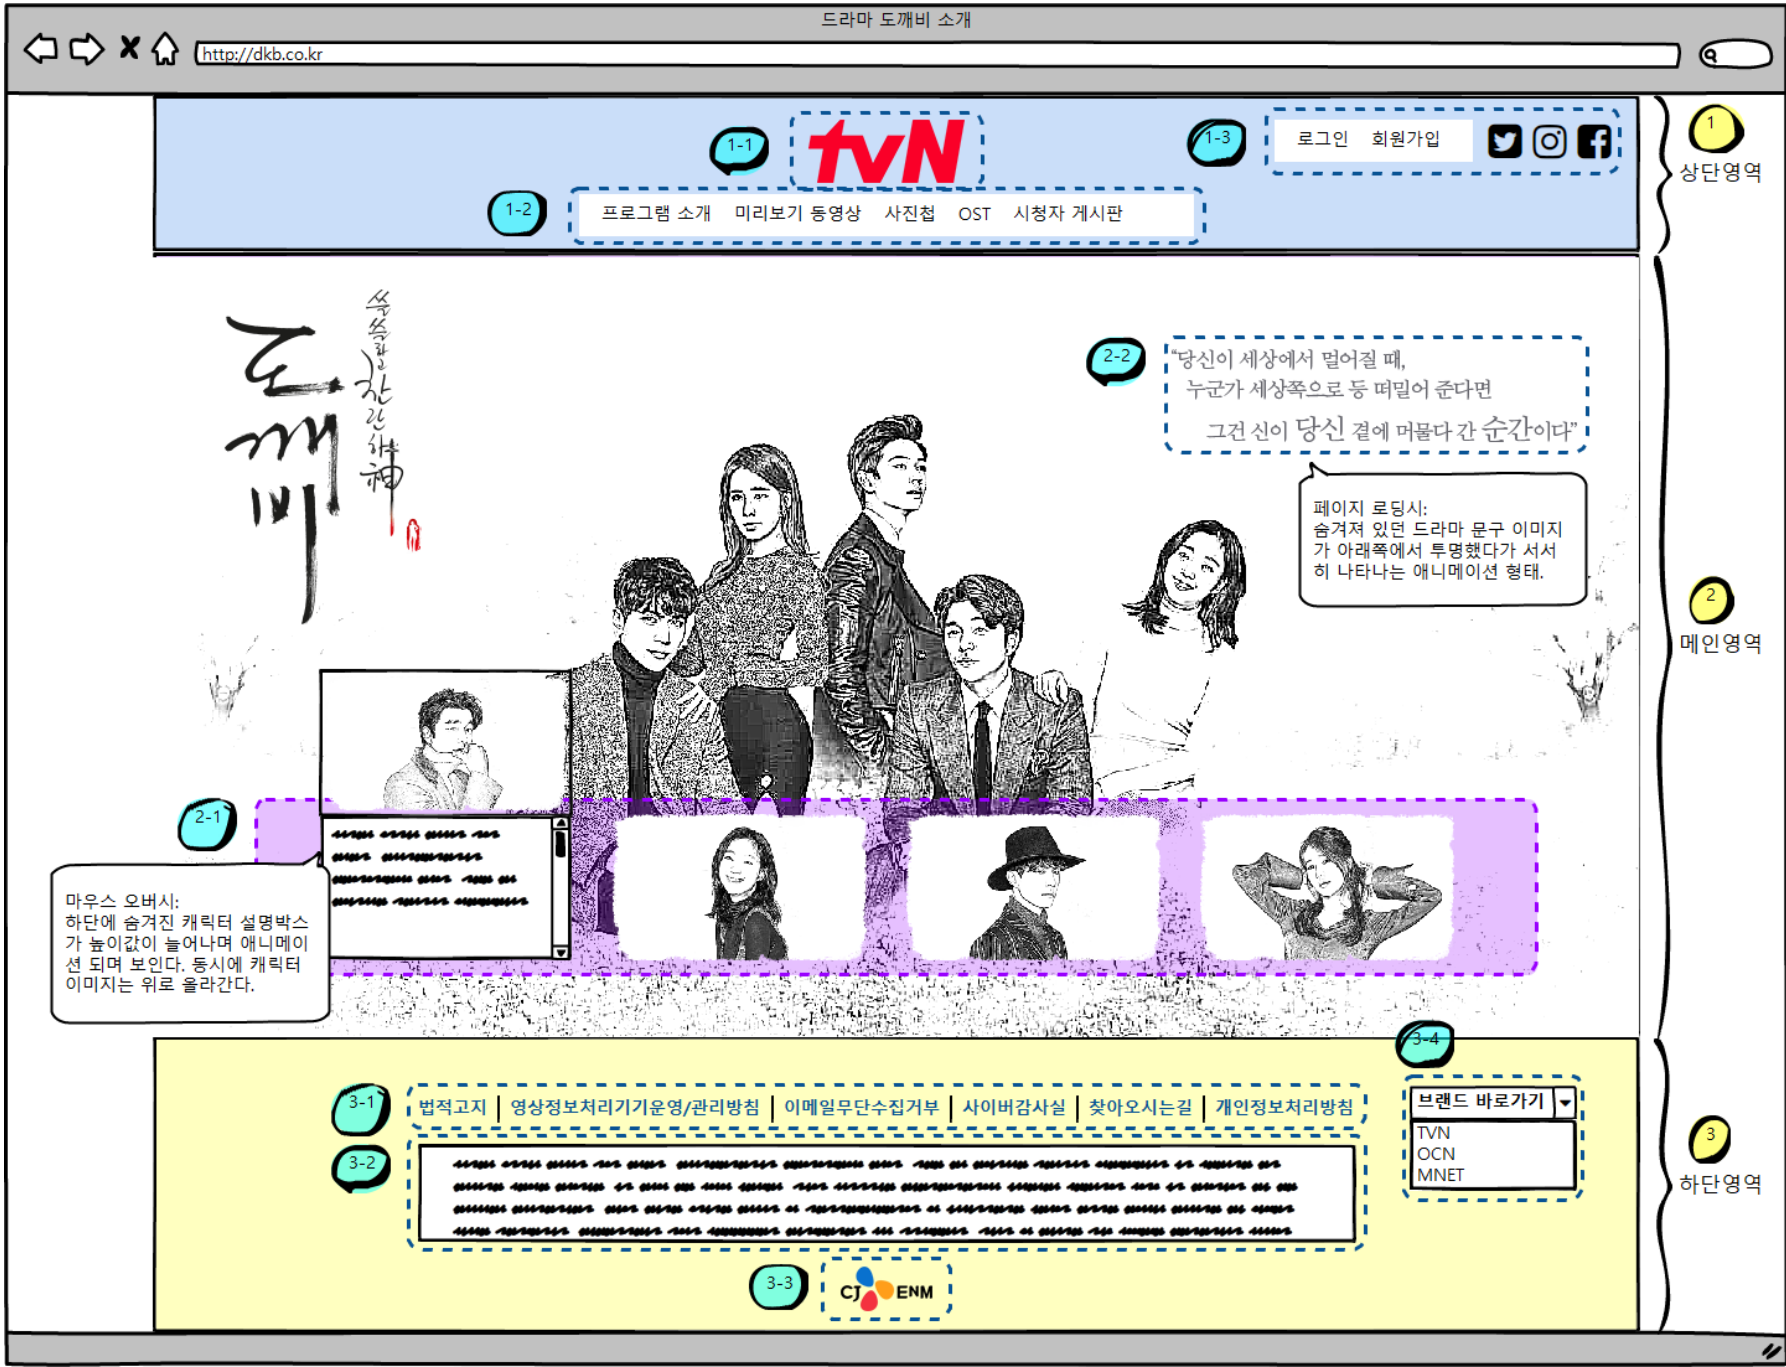 드라마 도깨비 소개
http://dkb.co.kr
1-1
tvN
1-3
로그인 회원가입
1
상단영역
1-2
프로그램 소개 미리보기 동영상 사진첩 OST 시청자 게시판
도깨비
쓸쓸하고 찬란하神
2-2
“당신이 세상에서 멀어질 때,
누군가 세상쪽으로 등 떠밀어 준다면
그건 신이 당신 곁에 머물다 간 순간이다”
페이지 로딩시:
숨겨져 있던 드라마 문구 이미지
가 아래쪽에서 투명했다가 서서
히 나타나는 애니메이션 형태.
2
메인영역
2-1
마우스 오버시:
하단에 숨겨진 캐릭터 설명박스
가 높이값이 늘어나며 애니메이
션 되며 보인다. 동시에 캐릭터
이미지는 위로 올라간다.
3-4
브랜드 바로가기
TVN
OCN
MNET
3-1
법적고지 | 영상정보처리기기운영/관리방침 | 이메일무단수집거부 | 사이버감사실 | 찾아오시는길 | 개인정보처리방침
3-2
3
하단영역
3-3
CJ ENM